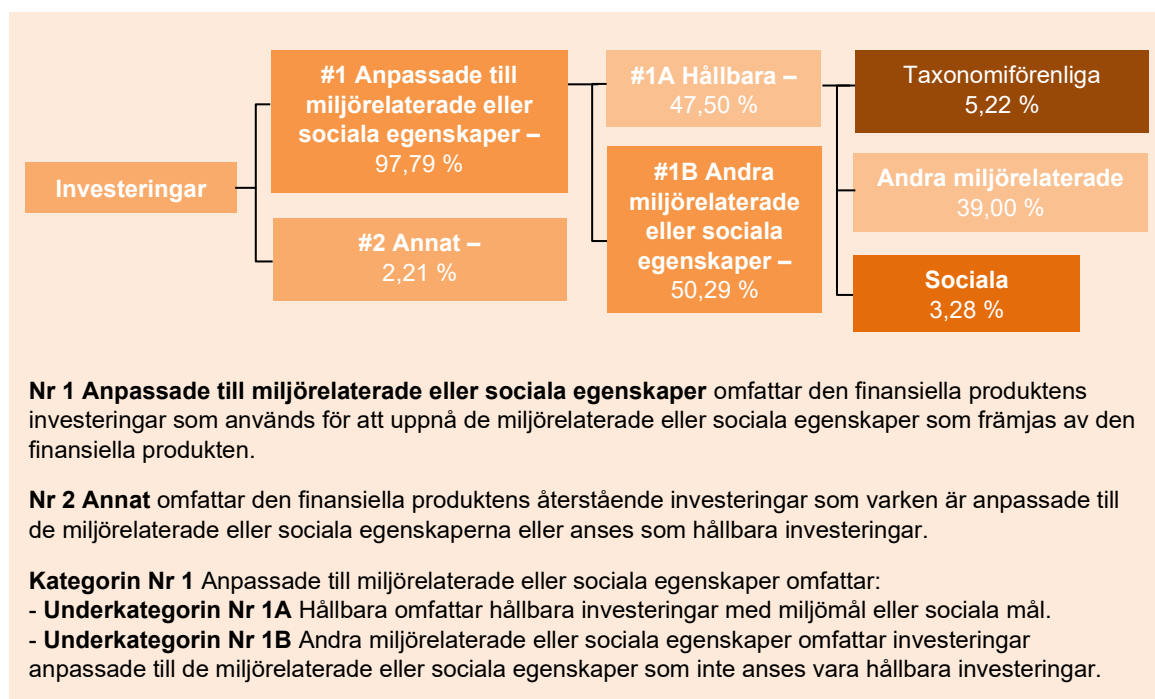 Investeringar
#1 Anpassade till
miljörelaterade eller
sociala egenskaper –
97,79 %
#2 Annat –
2,21 %
#1A Hållbara –
47,50 %
#1B Andra
miljörelaterade
eller sociala
egenskaper –
50,29 %
Taxonomiförenliga
5,22 %
Andra miljörelaterade
39,00 %
Sociala
3,28 %
Nr 1 Anpassade till miljörelaterade eller sociala egenskaper omfattar den finansiella produktens
investeringar som används för att uppnå de miljörelaterade eller sociala egenskaper som främjas av den
finansiella produkten.
Nr 2 Annat omfattar den finansiella produktens återstående investeringar som varken är anpassade till
de miljörelaterade eller sociala egenskaperna eller anses som hållbara investeringar.
Kategorin Nr 1 Anpassade till miljörelaterade eller sociala egenskaper omfattar:
- Underkategorin Nr 1A Hållbara omfattar hållbara investeringar med miljömål eller sociala mål.
- Underkategorin Nr 1B Andra miljörelaterade eller sociala egenskaper omfattar investeringar
anpassade till de miljörelaterade eller sociala egenskaper som inte anses vara hållbara investeringar.